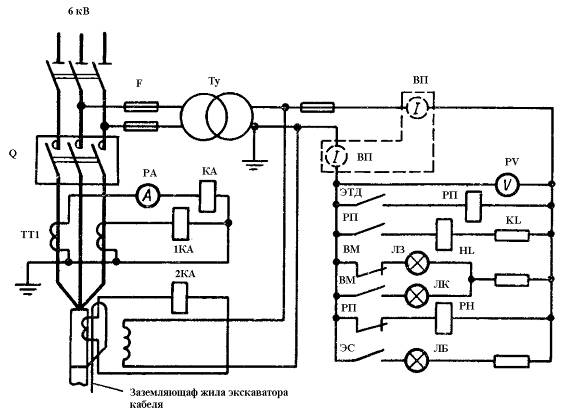 6 кВ
F
Ту
ВП
I
Q
I
ВП
PV
V
РА
А
КА
ЭТД
РП
РП
KL
ТТ1
1КА
ВМ
ЛЗ
HL
2КА
ВМ
ЛК
РП
РН
ЭС
ЛБ
Заземляющаф жила экскаватора
кабеля